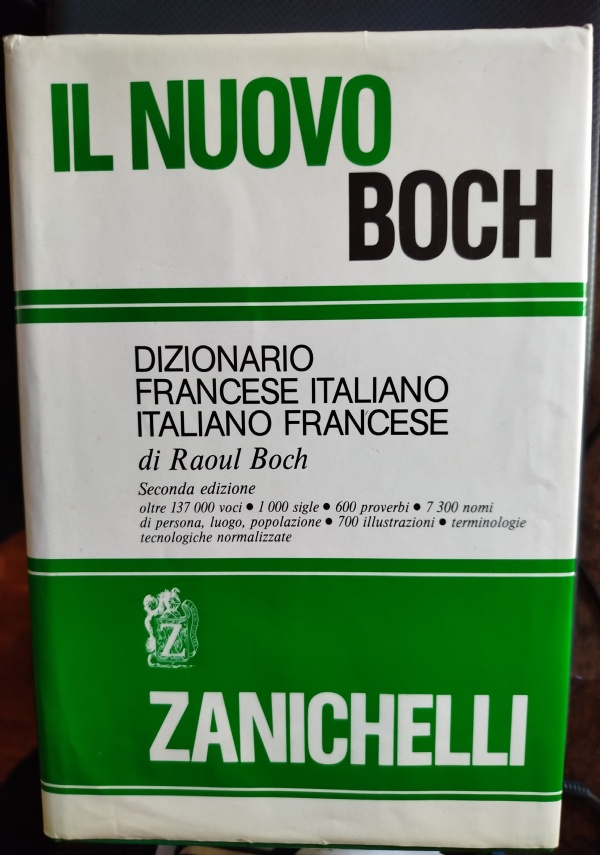 IL NUOVO
BOCH
DIZIONARIO
FRANCESE ITALIANO
ITALIANO FRANCESE
di Raoul Boch
Seconda edizione
oltre 137 000 voci • 1 000 sigle • 600 proverbi • 7 300 nomi
di persona, luogo, popolazione • 700 illustrazioni • terminologie
tecnologiche normalizzate
Z
ZANICHELLI